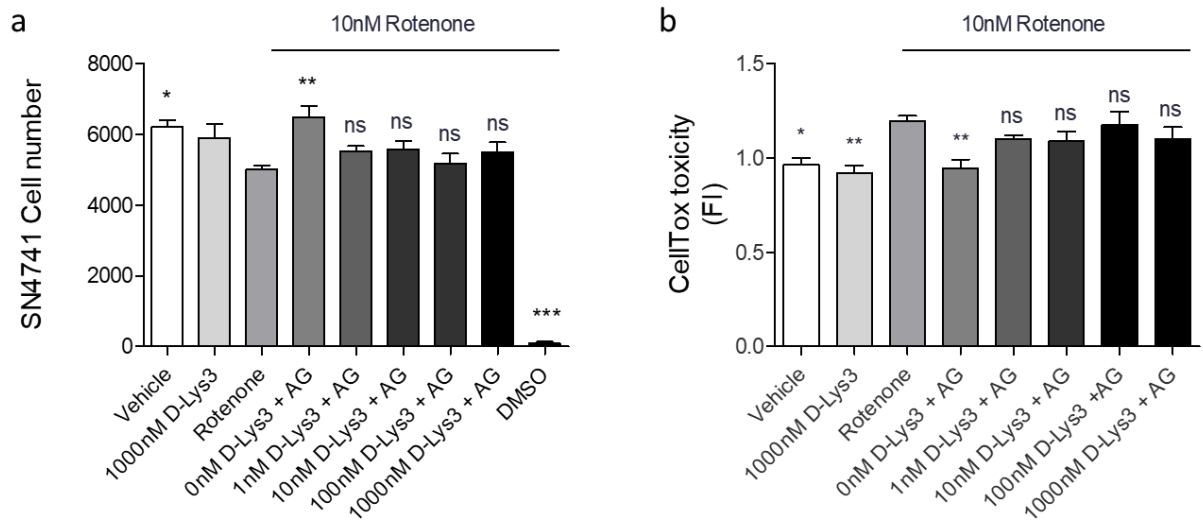 a
10nM Rotenone
SN4741 Cell number
8000
6000
4000
2000
0
*
**
ns
ns
ns
ns
***
Vehicle
1000nM D-Lys3
Rotenone
0nM D-Lys3 + AG
1nM D-Lys3 + AG
10nM D-Lys3 + AG
100nM D-Lys3 + AG
1000nM D-Lys3 + AG
DMSO
b
10nM Rotenone
CellTox toxicity
(FI)
1.5
1.0
0.5
0.0
*
**
**
ns
ns
ns
ns
Vehicle
1000nM D-Lys3
Rotenone
0nM D-Lys3 + AG
1nM D-Lys3 + AG
10nM D-Lys3 + AG
100nM D-Lys3 +AG
1000nM D-Lys3 + AG